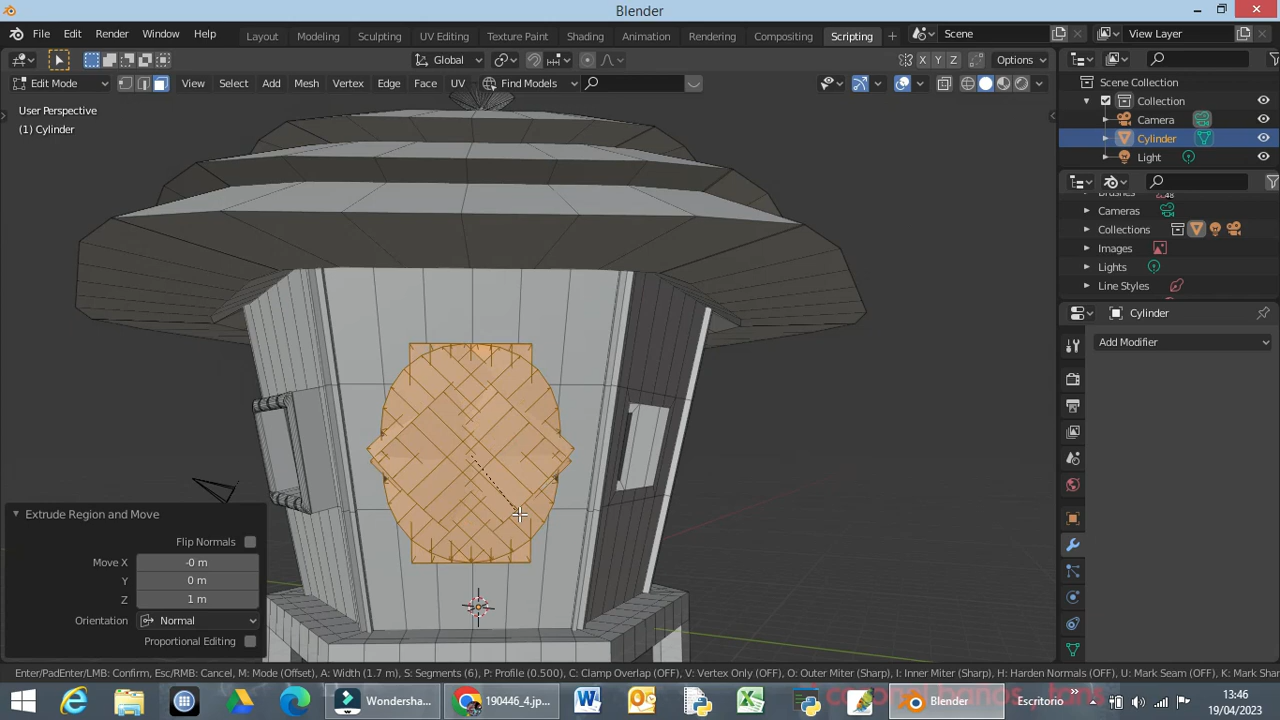 Blender
File Edit Render Window Help Layout Modeling Sculpting UV Editing Texture Paint Shading Animation Rendering Compositing Scripting Scene View Layer
Global X Y Z Options
Edit Mode View Select Add Mesh Vertex Edge Face UV Find Models
User Perspective
(1) Cylinder
Scene Collection
Collection
Camera
Cylinder
Light
Brushes
Cameras
Collections
Images
Lights
Line Styles
Cylinder
Add Modifier
Extrude Region and Move
Flip Normals
Move X -0 m
Y 0 m
Z 1 m
Orientation Normal
Proportional Editing
Enter/PadEnter/LMB: Confirm, Esc/RMB: Cancel, M: Mode (Offset), A: Width (1.7 m), S: Segments (6), P: Profile (0.500), C: Clamp Overlap (OFF), V: Vertex Only (OFF), O: Outer Miter (Sharp), I: Inner Miter (Sharp), H: Harden Normals (OFF), U: Mark Seam (OFF), K: Mark Shar
Wondersha... 190446_4.jp... Blender Escritorio 13:46
19/04/2023